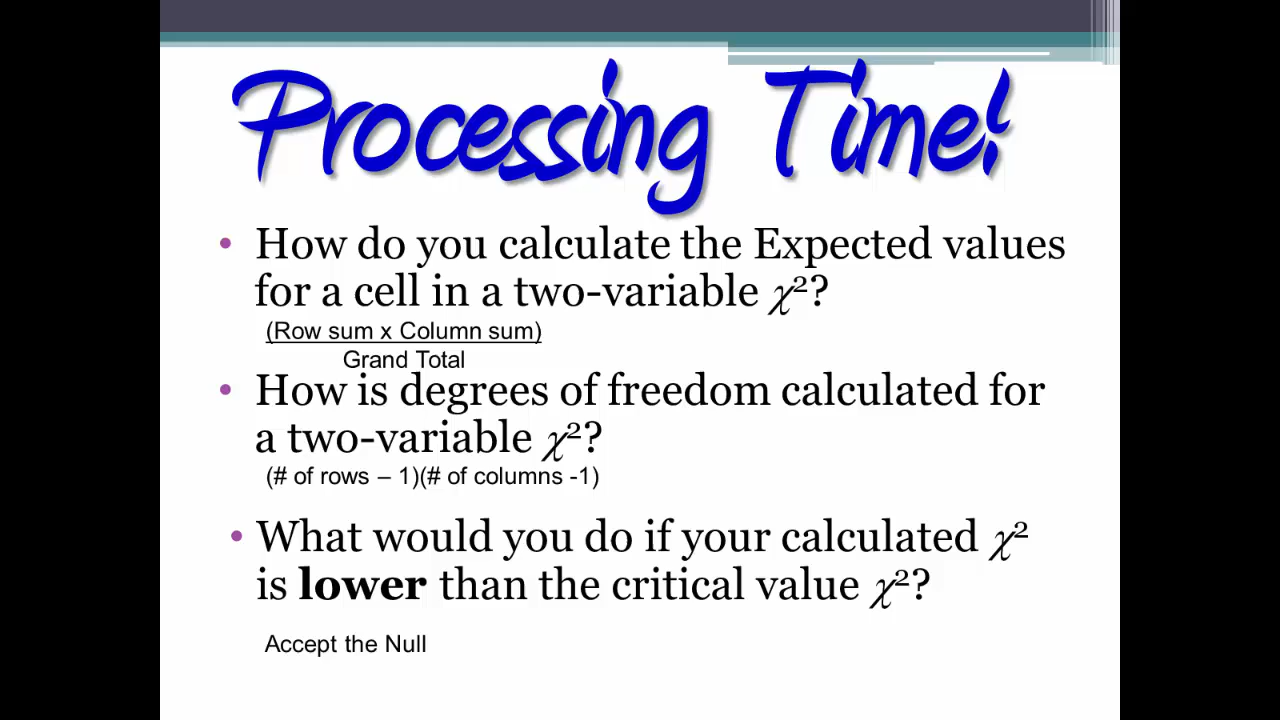 Processing Time!
• How do you calculate the Expected values
for a cell in a two-variable χ²?
(Row sum x Column sum)
Grand Total
• How is degrees of freedom calculated for
a two-variable χ²?
(# of rows – 1)(# of columns -1)
• What would you do if your calculated χ²
is lower than the critical value χ²?
Accept the Null